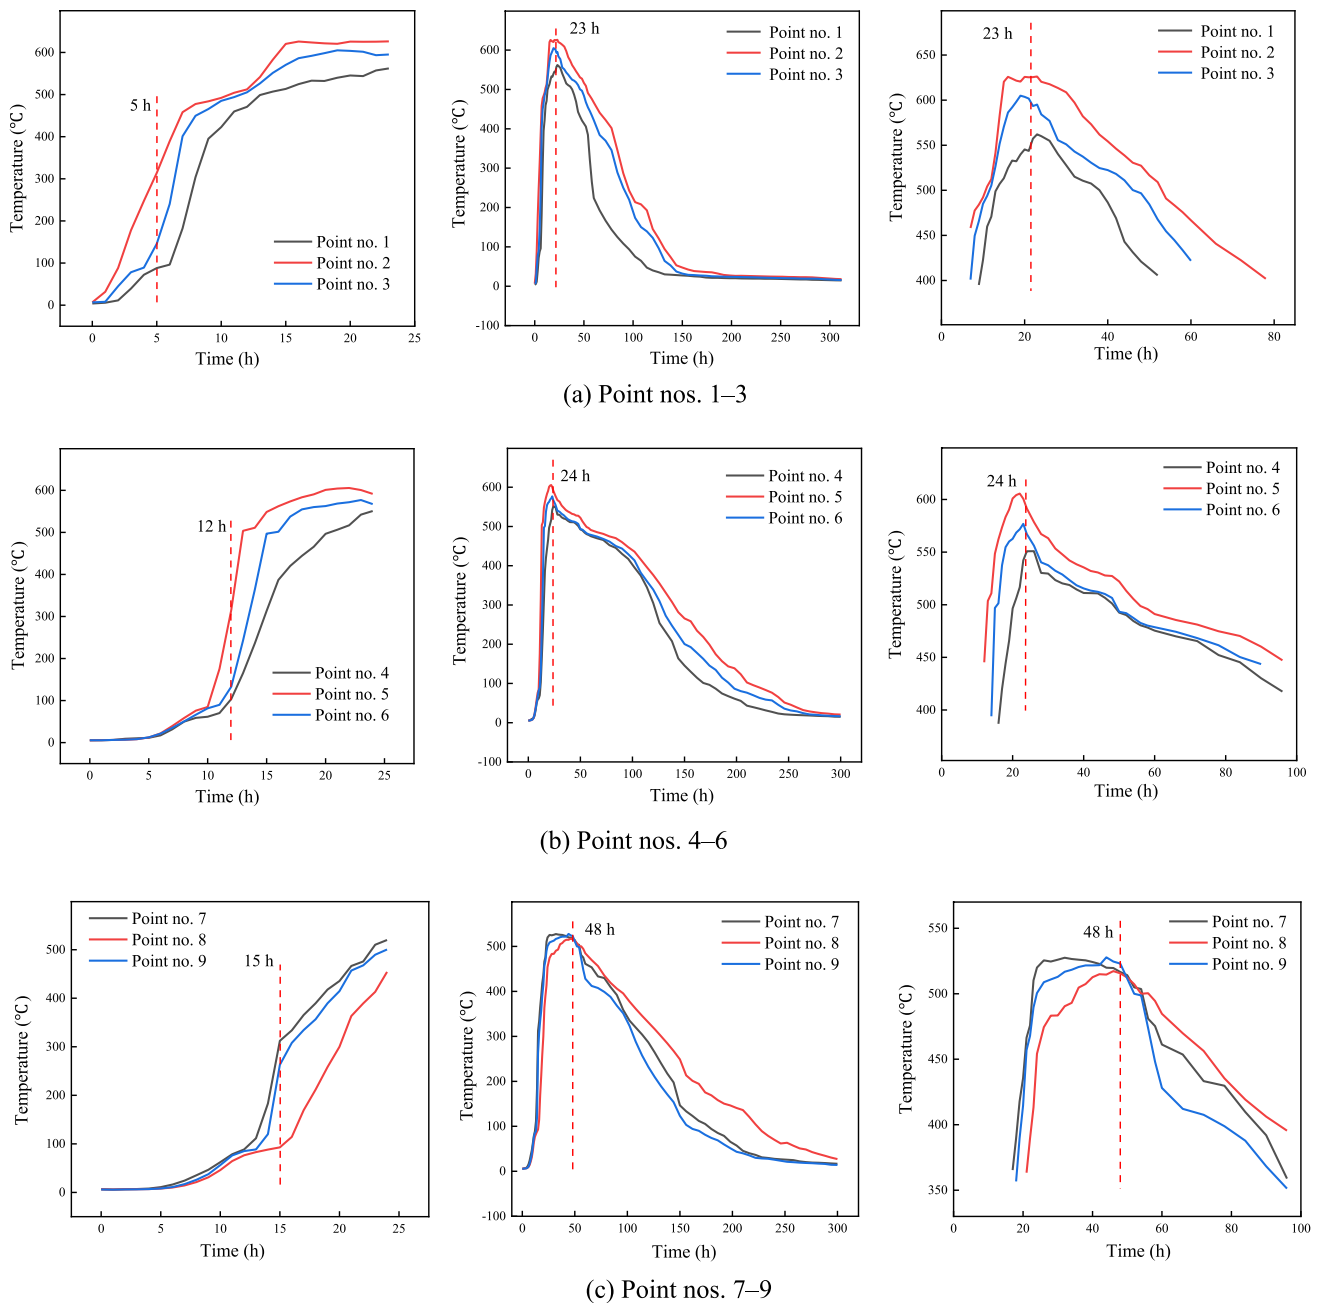 600
500
400
300
200
100
0
0
5
10
15
20
25
Temperature (℃)
Time (h)
5 h
Point no. 1
Point no. 2
Point no. 3
600
500
400
300
200
100
0
-100
0
50
100
150
200
250
300
Temperature (℃)
Time (h)
23 h
Point no. 1
Point no. 2
Point no. 3
650
600
550
500
450
400
0
20
40
60
80
Temperature (℃)
Time (h)
23 h
Point no. 1
Point no. 2
Point no. 3
(a) Point nos. 1–3
600
500
400
300
200
100
0
0
5
10
15
20
25
Temperature (℃)
Time (h)
12 h
Point no. 4
Point no. 5
Point no. 6
600
500
400
300
200
100
0
-100
0
50
100
150
200
250
300
Temperature (℃)
Time (h)
24 h
Point no. 4
Point no. 5
Point no. 6
600
550
500
450
400
0
20
40
60
80
100
Temperature (℃)
Time (h)
24 h
Point no. 4
Point no. 5
Point no. 6
(b) Point nos. 4–6
500
400
300
200
100
0
0
5
10
15
20
25
Temperature (℃)
Time (h)
15 h
Point no. 7
Point no. 8
Point no. 9
500
400
300
200
100
0
-100
0
50
100
150
200
250
300
Temperature (℃)
Time (h)
48 h
Point no. 7
Point no. 8
Point no. 9
550
500
450
400
350
0
20
40
60
80
100
Temperature (℃)
Time (h)
48 h
Point no. 7
Point no. 8
Point no. 9
(c) Point nos. 7–9